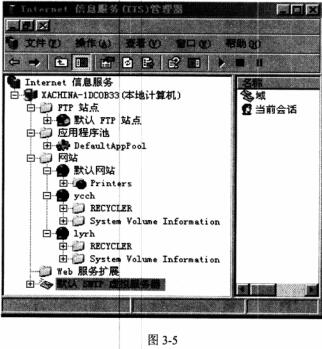 Internet 信息服务(IIS)管理器
文件(F) 操作(A) 查看(V) 窗口(W) 帮助(H)
Internet 信息服务
XACHINA-1DC0B33(本地计算机)
FTP 站点
默认 FTP 站点
应用程序池
DefaultAppPool
网站
默认网站
Printers
ycch
RECYCLER
System Volume Information
lyrh
RECYCLER
System Volume Information
Web 服务扩展
默认 SMTP 虚拟服务器
名称
域
当前会话
图 3-5